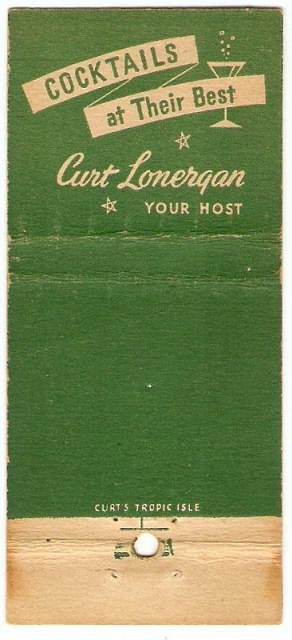 COCKTAILS
at Their Best
Curt Lonergan
YOUR HOST
CURT'S TROPIC ISLE